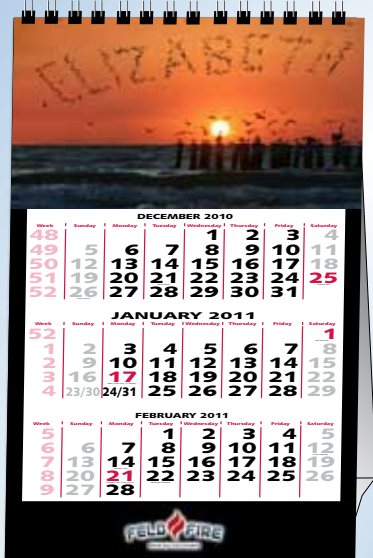 ELIZABETH
DECEMBER 2010
Week Sunday Monday Tuesday Wednesday Thursday Friday Saturday
48 1 2 3 4
49 5 6 7 8 9 10 11
50 12 13 14 15 16 17 18
51 19 20 21 22 23 24 25
52 26 27 28 29 30 31
JANUARY 2011
Week Sunday Monday Tuesday Wednesday Thursday Friday Saturday
52 1
1 2 3 4 5 6 7 8
2 9 10 11 12 13 14 15
3 16 17 18 19 20 21 22
4 23/30 24/31 25 26 27 28 29
FEBRUARY 2011
Week Sunday Monday Tuesday Wednesday Thursday Friday Saturday
5 1 2 3 4 5
6 6 7 8 9 10 11 12
7 13 14 15 16 17 18 19
8 20 21 22 23 24 25 26
9 27 28
FELD FIRE